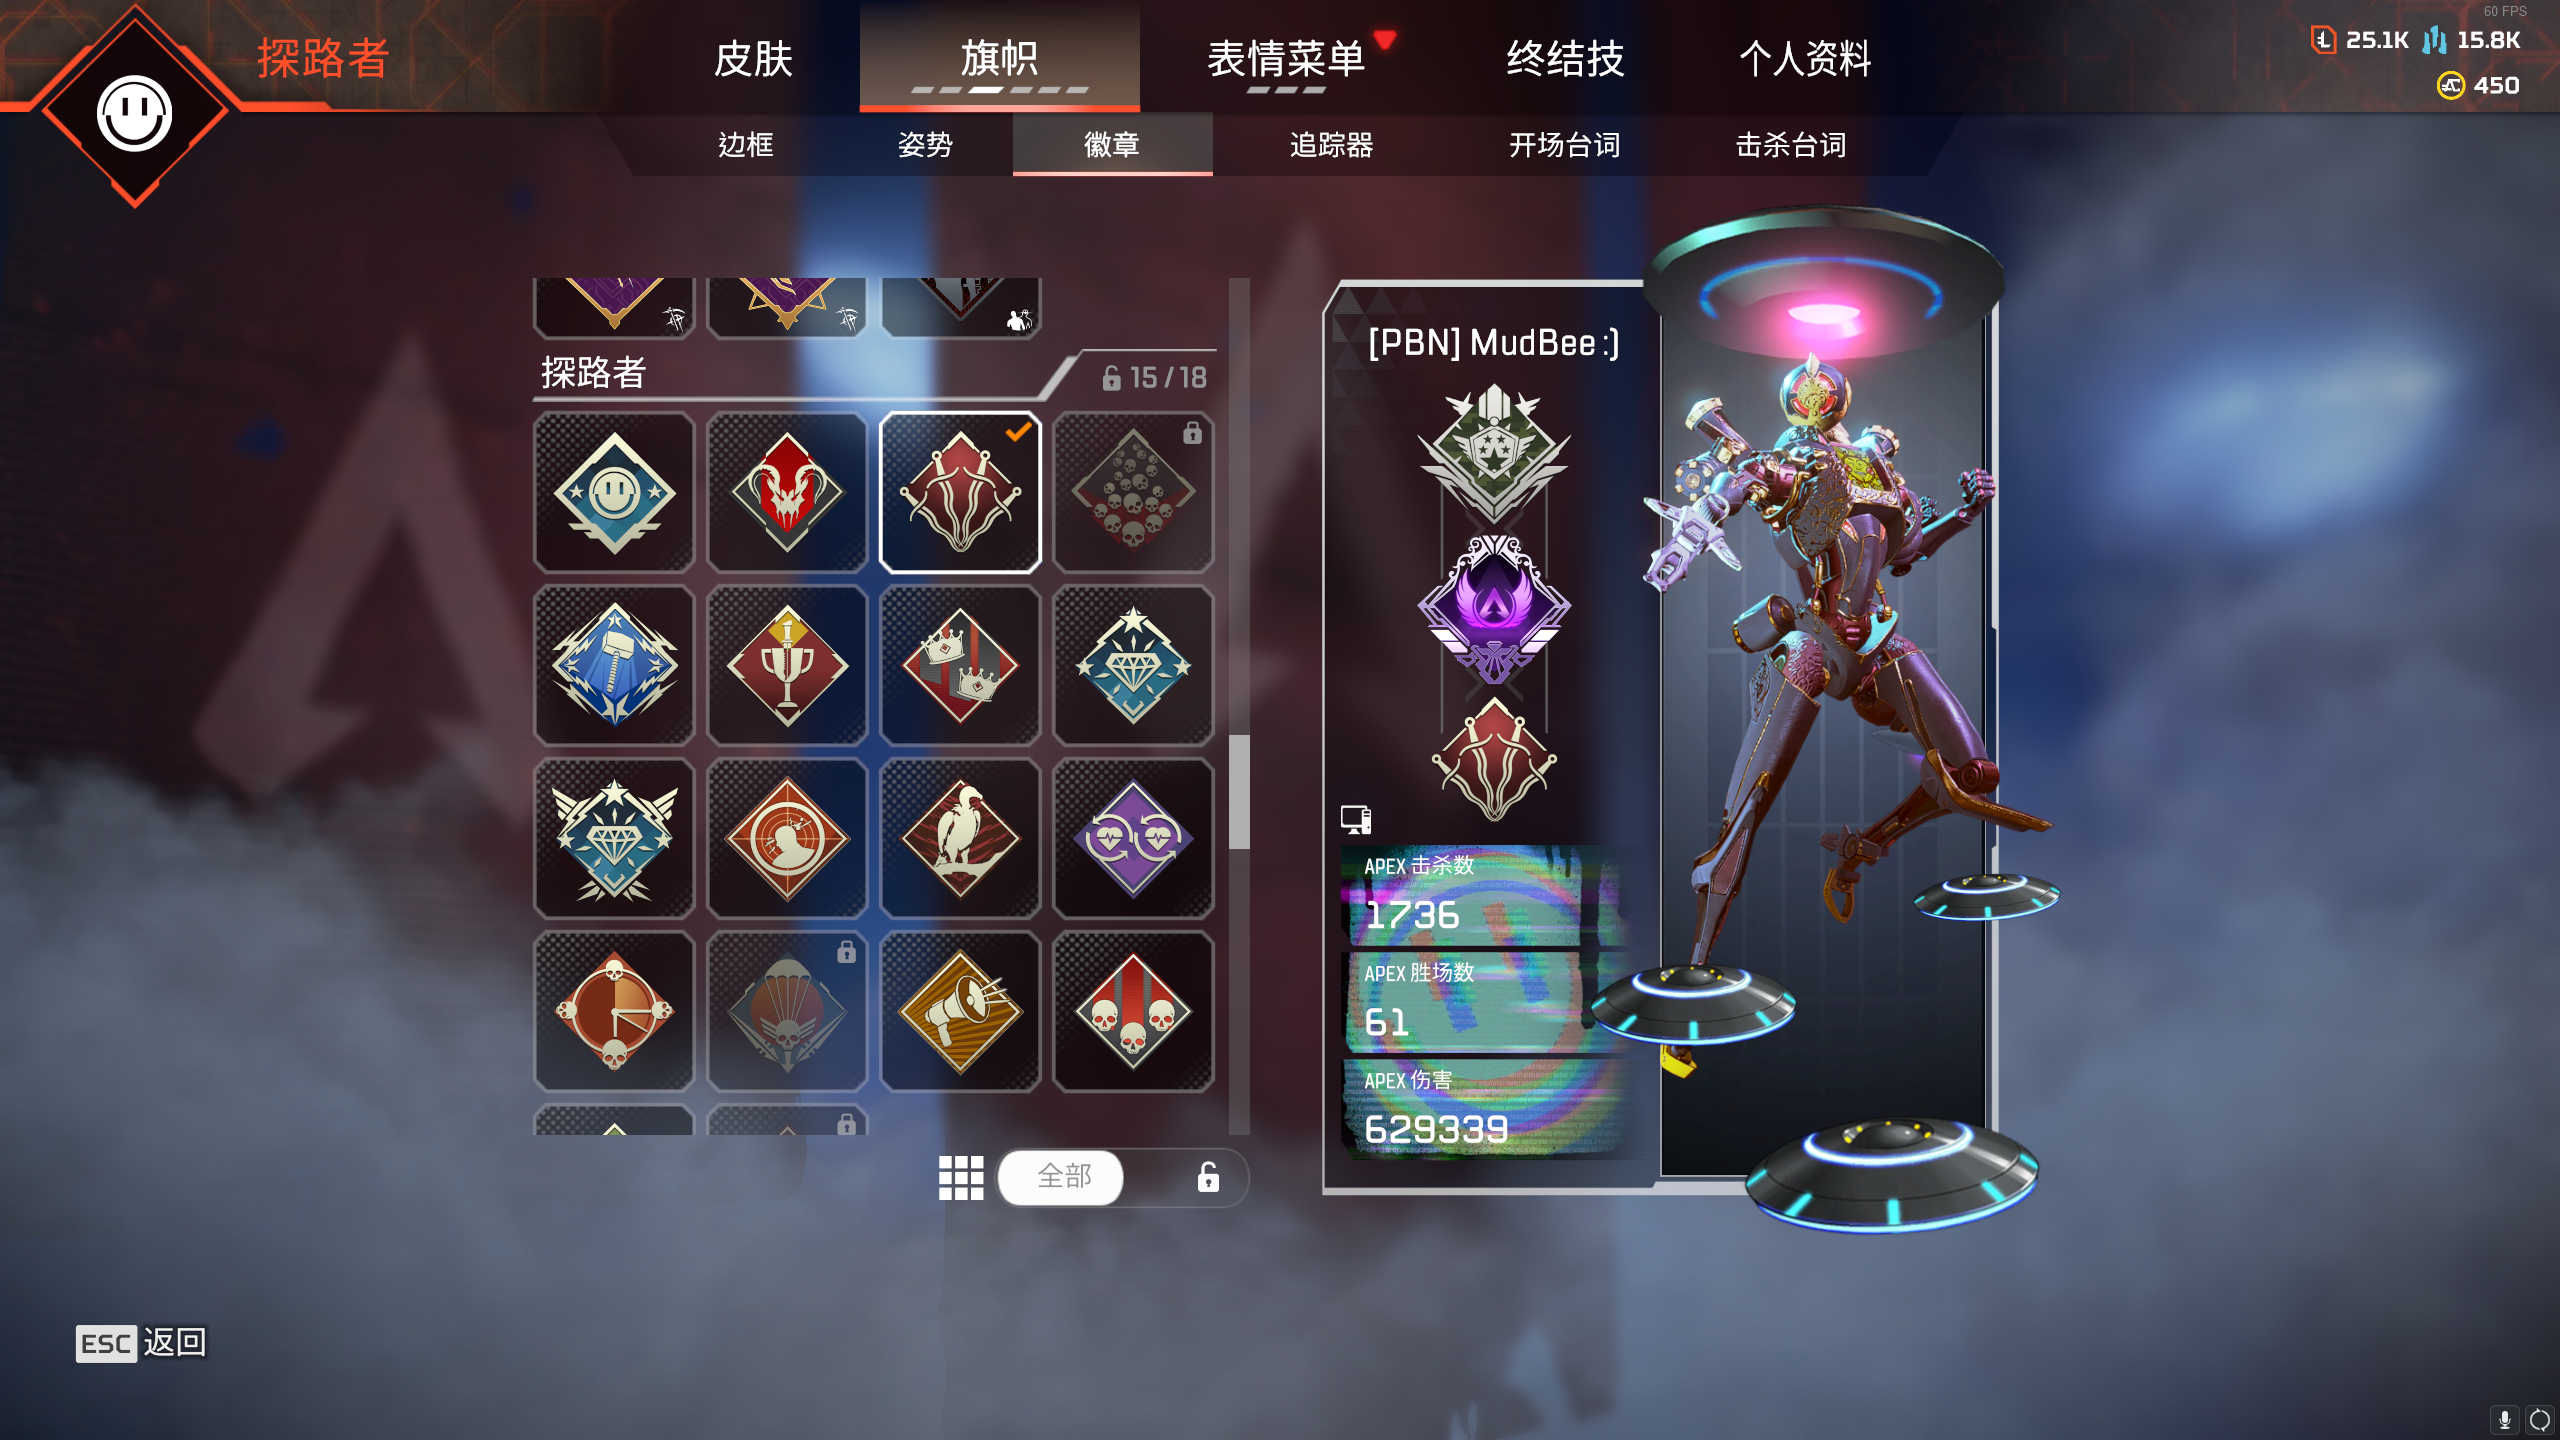 60 FPS
探路者
皮肤
旗帜
表情菜单
终结技
个人资料
25.1K
15.8K
450
边框
姿势
徽章
追踪器
开场台词
击杀台词
探路者
15 / 18
[PBN] MudBee :)
APEX 击杀数
1736
APEX 胜场数
61
APEX 伤害
629339
全部
ESC 返回